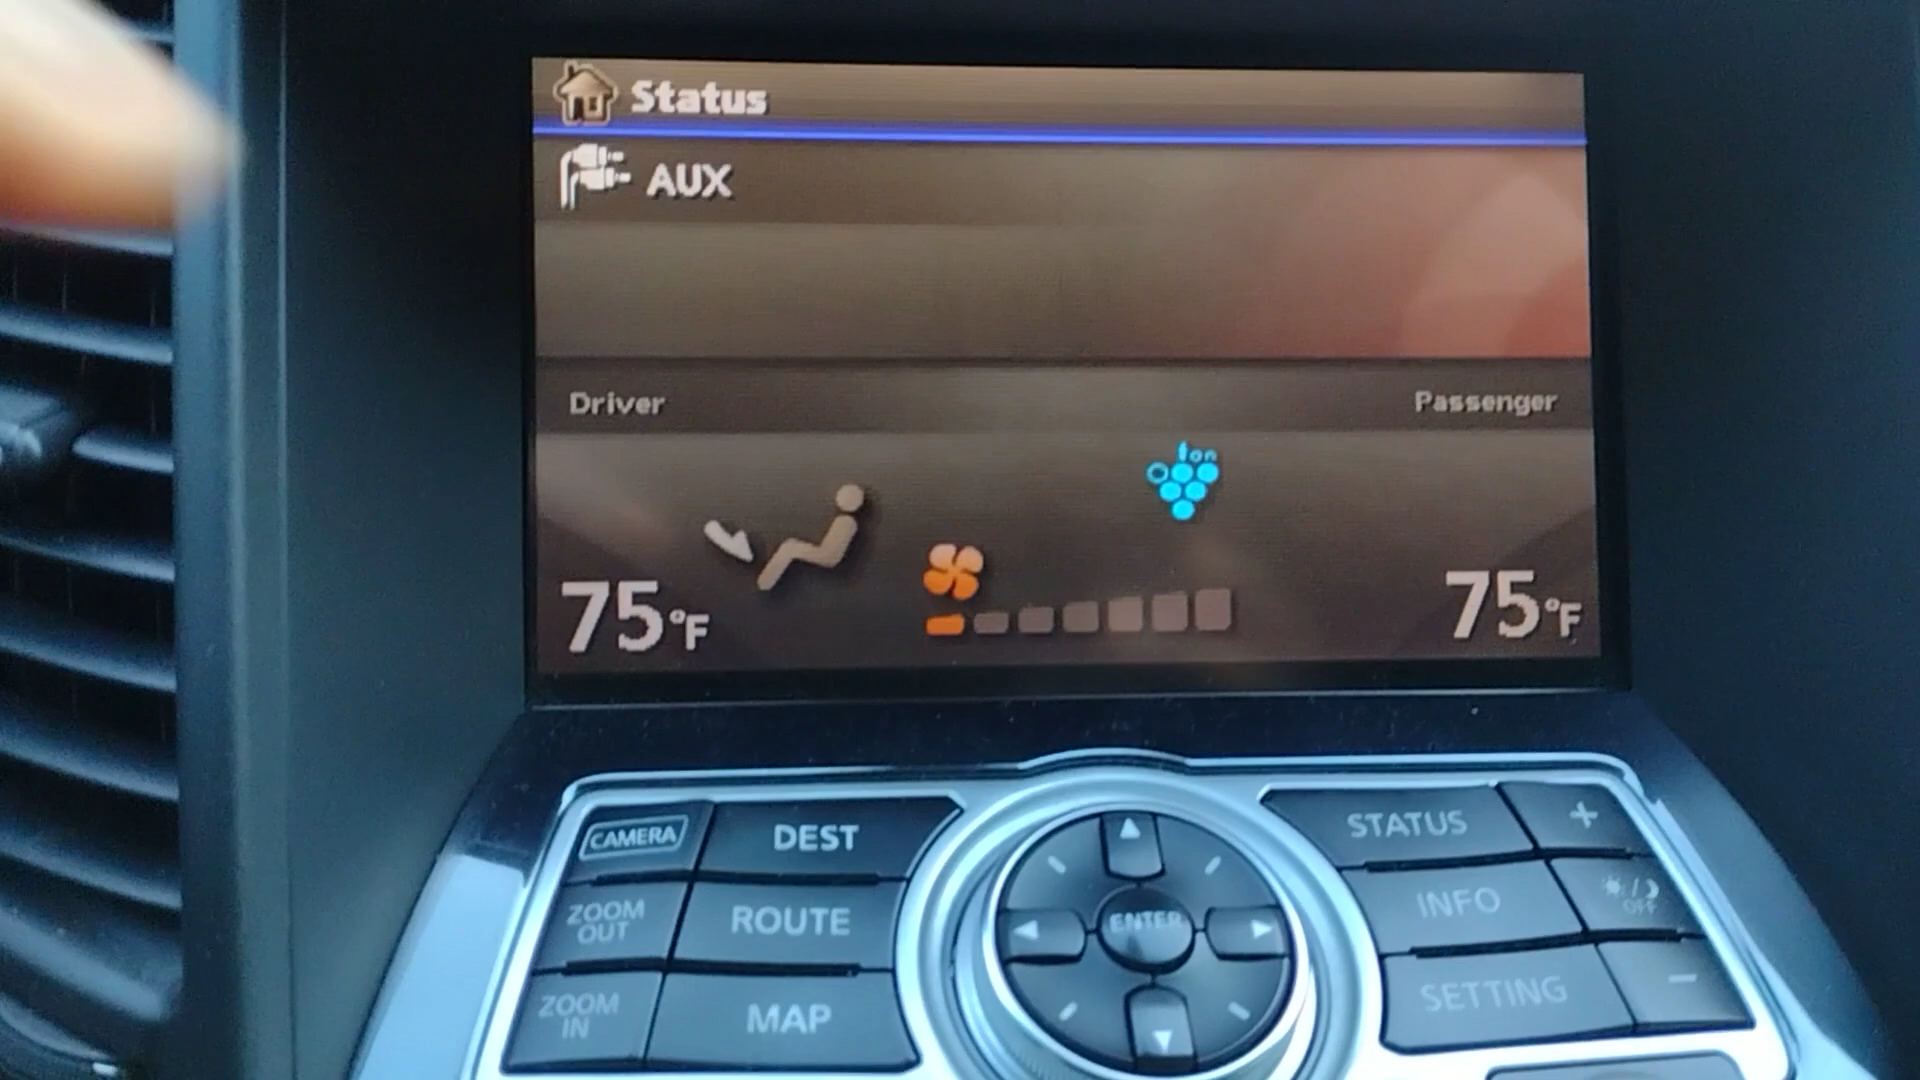 Status
AUX
Driver
Passenger
Ion
75°F
75°F
CAMERA
DEST
STATUS
+
ZOOM OUT
ROUTE
ENTER
INFO
OFF
ZOOM IN
MAP
SETTING
-